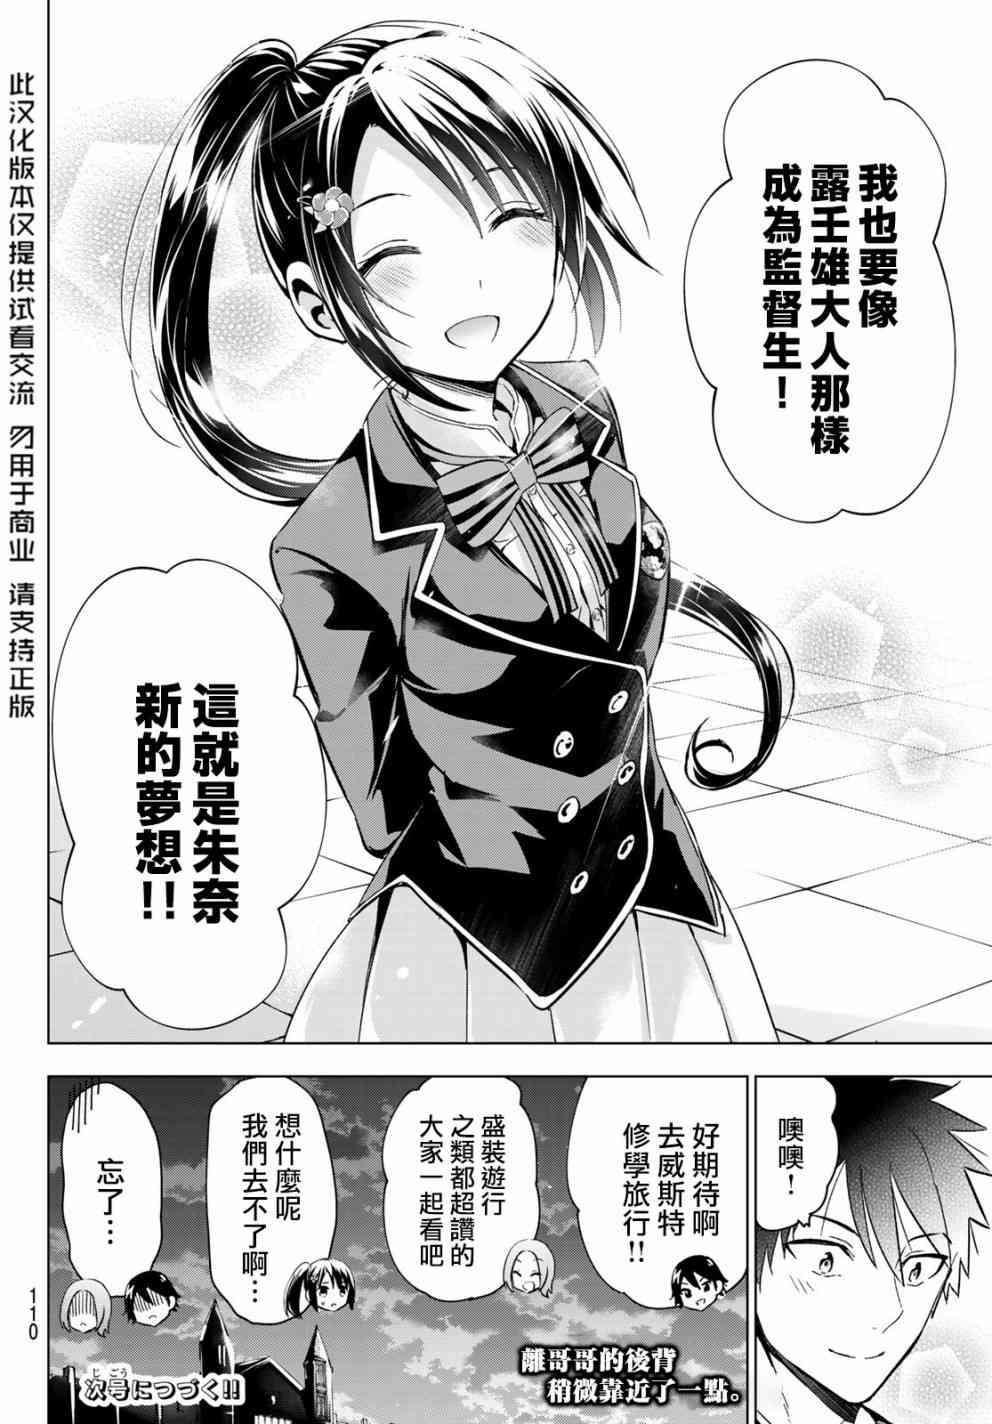 此汉化版本仅提供试看交流 勿用于商业 请支持正版
我也要像
露壬雄大人那樣
成為監督生!
這就是朱奈
新的夢想!!
噢噢!
好期待啊
去威斯特
修學旅行!!
盛裝遊行
之類都超讚的
大家一起看吧
想什麼呢
我們去不了啊…
忘了…
離哥哥的後背
稍微靠近了一點。
次号につづく!!
じごう
110